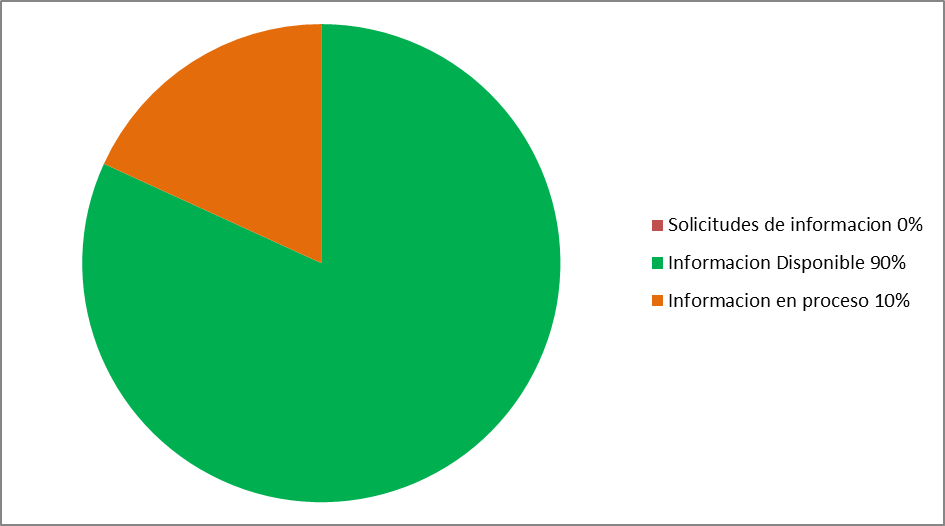 Solicitudes de informacion 0%
Informacion Disponible 90%
Informacion en proceso 10%